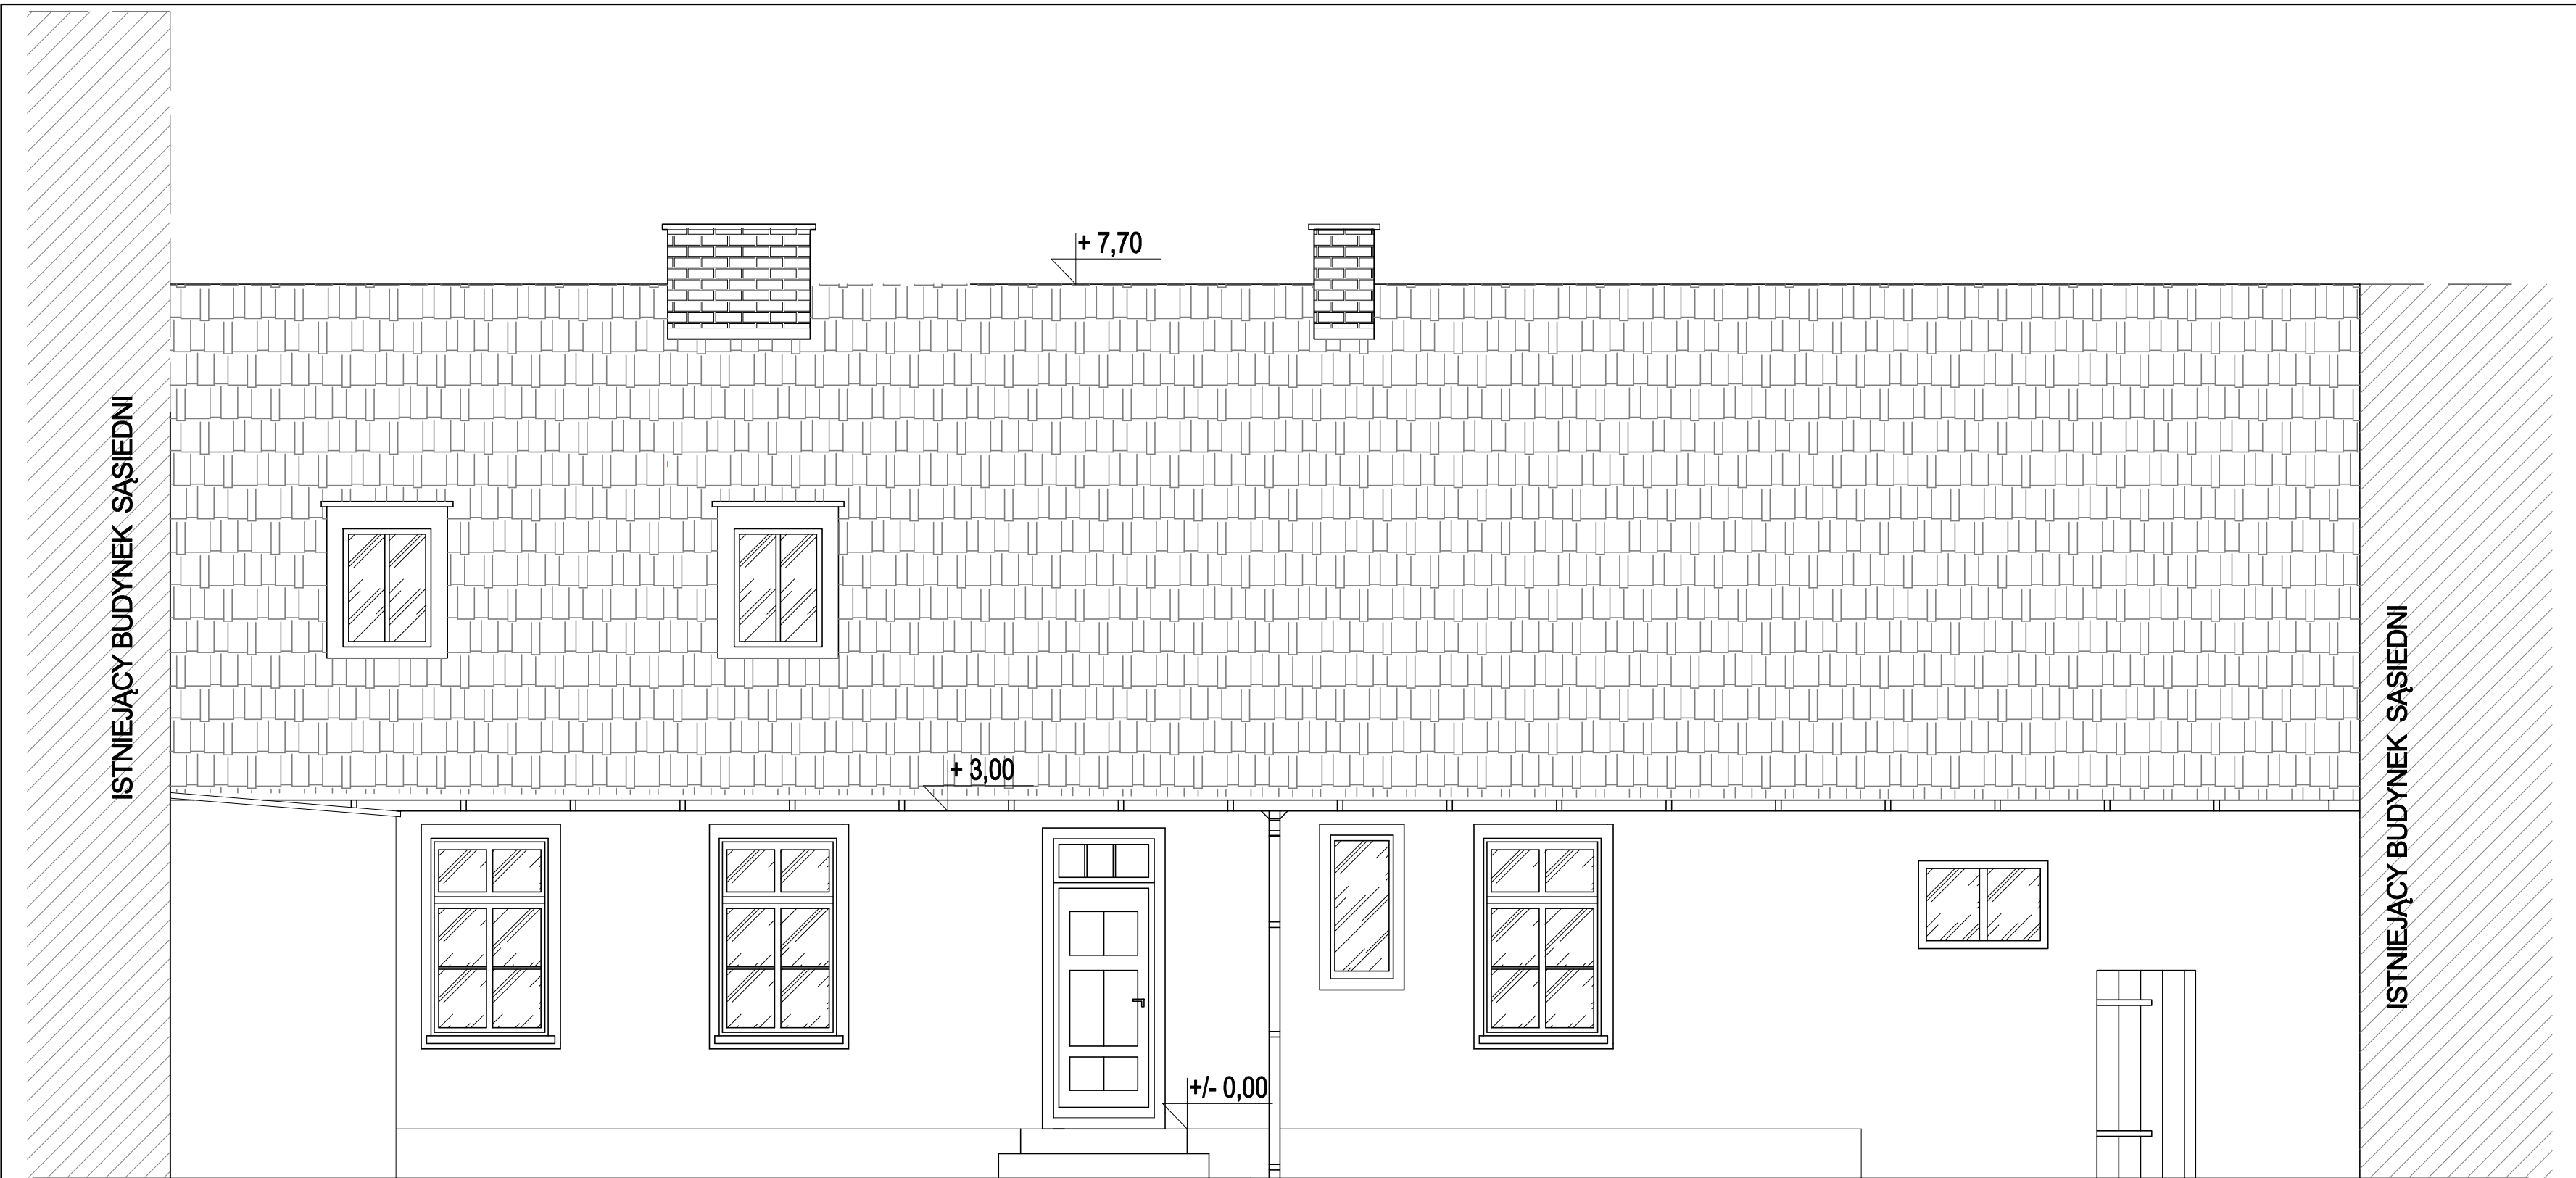 + 7,70
ISTNIEJĄCY BUDYNEK SĄSIEDNI
ISTNIEJĄCY BUDYNEK SĄSIEDNI
+ 3,00
+/- 0,00